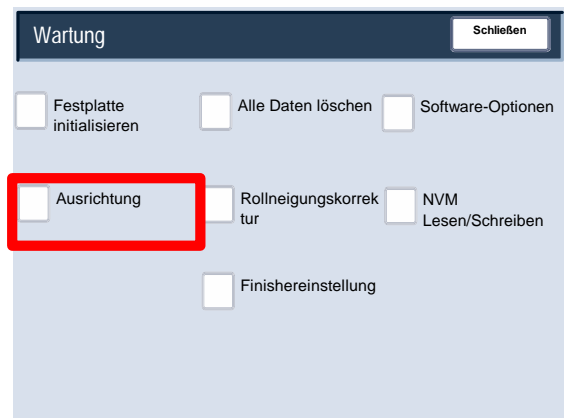 Wartung
Schließen
Festplatte
initialisieren
Alle Daten löschen
Software-Optionen
Ausrichtung
Rollneigungskorrek
tur
NVM
Lesen/Schreiben
Finishereinstellung